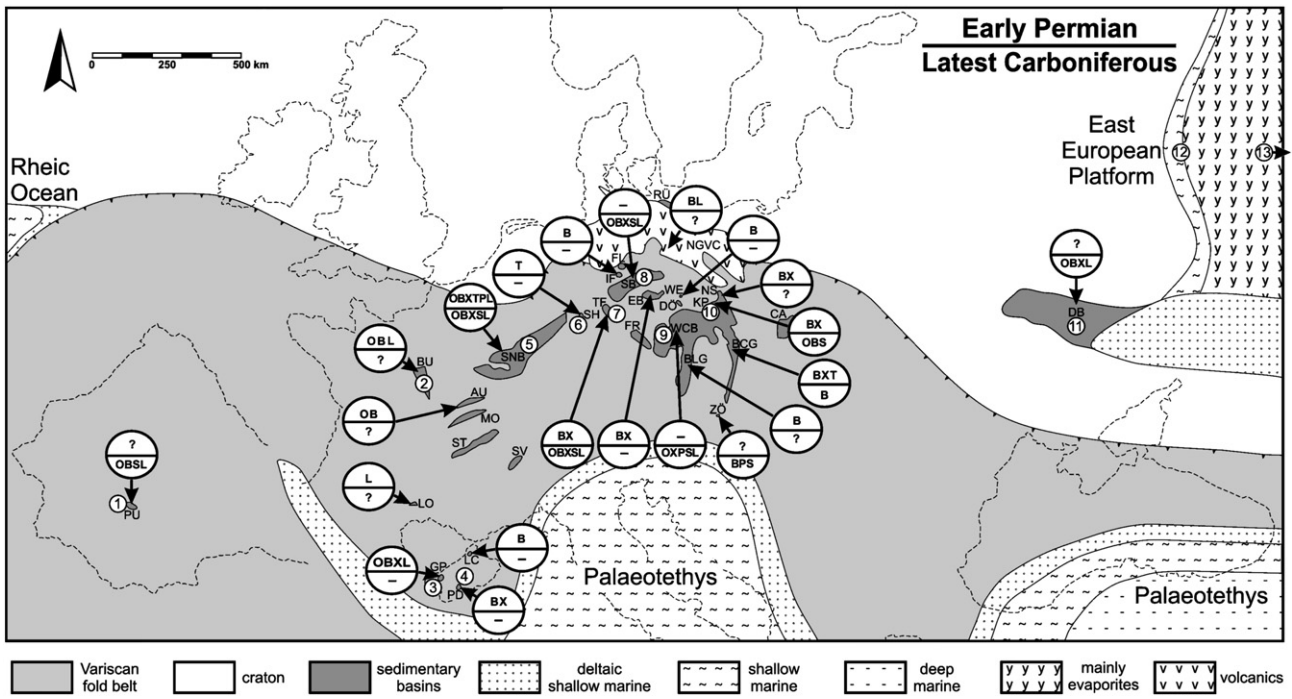 Early Permian
Latest Carboniferous
0 250 500 km
Rheic
Ocean
East
European
Platform
12
13
RÜ
–
OBXSL
BL
?
B
–
B
–
NGVC
T
–
FL
IF
SB
8
WE
NS
BX
?
?
OBXL
OBXTPL
OBXSL
TF
7
EB
DÖ
KP
10
SH
6
FR
9
WCB
CA
BX
OBS
DB
11
SNB
5
OBL
?
BU
2
BLG
BCG
BXT
B
AU
MO
OB
?
ZÖ
B
?
ST
SV
BX
OBXSL
BX
–
–
OXPSL
?
BPS
?
OBSL
1
PU
L
?
LO
B
–
OBXL
–
GP
3
LC
4
PD
BX
–
Palaeotethys
Palaeotethys
Variscan
fold belt
craton
sedimentary
basins
deltaic
shallow marine
shallow
marine
deep
marine
mainly
evaporites
volcanics